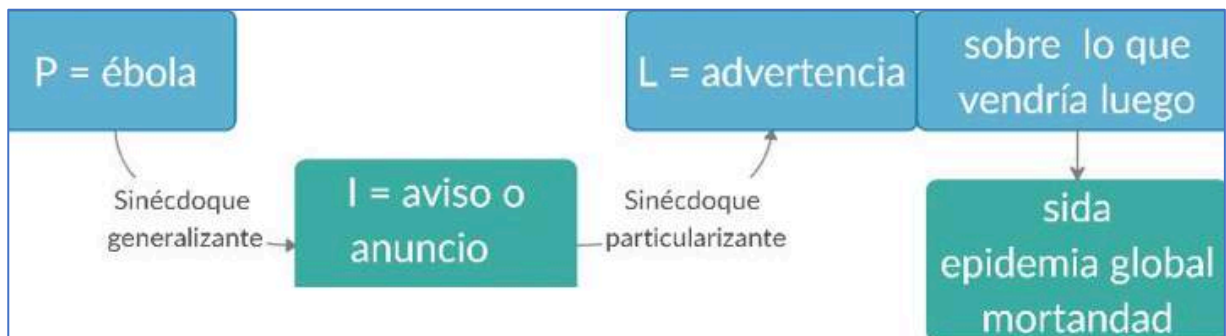 P = ébola
Sinécdoque
generalizante
I = aviso o
anuncio
Sinécdoque
particularizante
L = advertencia
sobre lo que
vendría luego
sida
epidemia global
mortandad